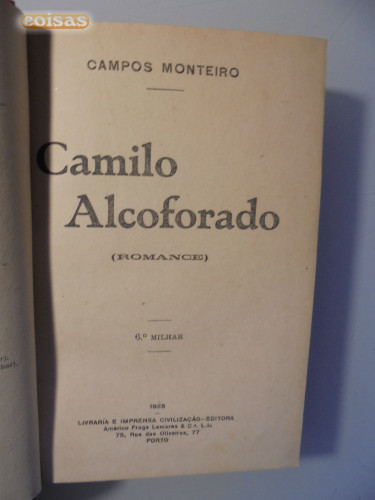 coisas
CAMPOS MONTEIRO
Camilo
Alcoforado
(ROMANCE)
6.º MILHAR
1925
LIVRARIA E IMPRENSA CIVILIZAÇÃO—EDITORA
Américo Fraga Lamares & C.ª L.da
75, Rua das Oliveiras, 77
PORTO